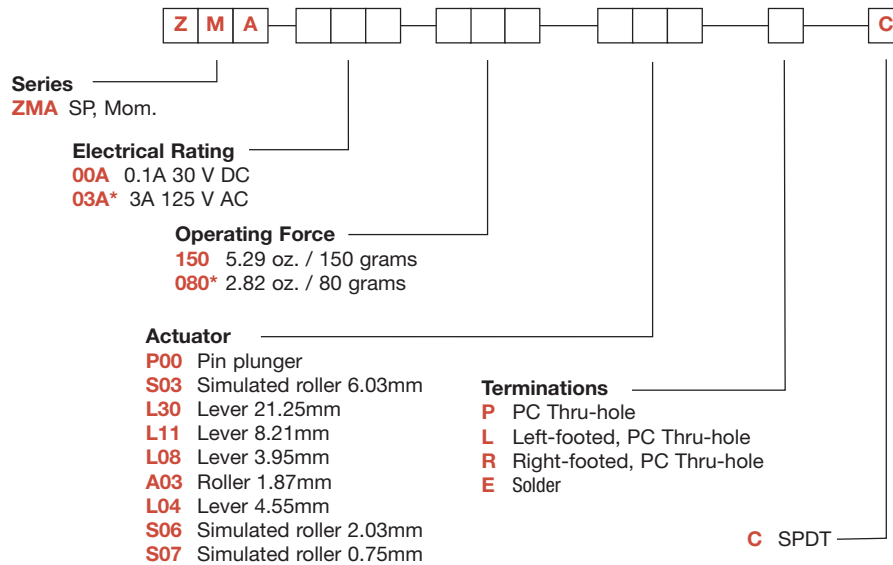 Z M A C
Series
ZMA SP, Mom.
Electrical Rating
00A 0.1A 30 V DC
03A* 3A 125 V AC
Operating Force
150 5.29 oz. / 150 grams
080* 2.82 oz. / 80 grams
Actuator
P00 Pin plunger
S03 Simulated roller 6.03mm
L30 Lever 21.25mm
L11 Lever 8.21mm
L08 Lever 3.95mm
A03 Roller 1.87mm
L04 Lever 4.55mm
S06 Simulated roller 2.03mm
S07 Simulated roller 0.75mm
Terminations
P PC Thru-hole
L Left-footed, PC Thru-hole
R Right-footed, PC Thru-hole
E Solder
C SPDT